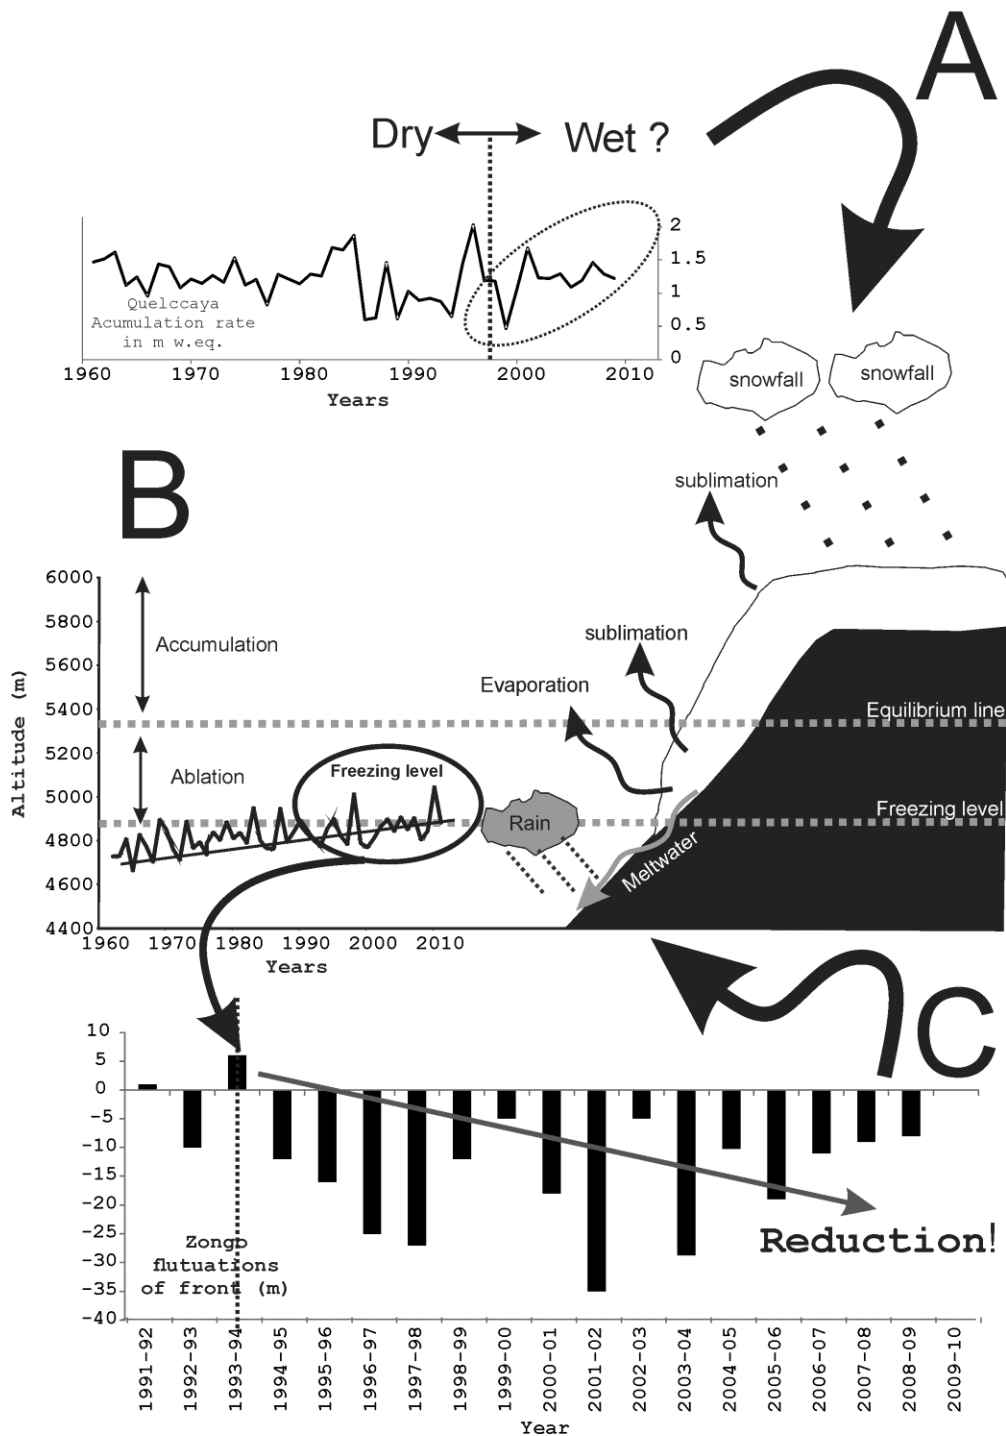 A
Dry
Wet ?
2
1.5
1
0.5
0
Quelccaya
Acumulation rate
in m w.eq.
1960 1970 1980 1990 2000 2010
Years
snowfall
snowfall
B
sublimation
6000
5800
5600
5400
5200
5000
4800
4600
4400
Altitude (m)
Accumulation
sublimation
Evaporation
Equilibrium line
Ablation
Freezing level
Freezing level
Rain
Meltwater
1960 1970 1980 1990 2000 2010
Years
C
10
5
0
-5
-10
-15
-20
-25
-30
-35
-40
Reduction!
Zongo
flutuations
of front (m)
1991-92
1992-93
1993-94
1994-95
1995-96
1996-97
1997-98
1998-99
1999-00
2000-01
2001-02
2002-03
2003-04
2004-05
2005-06
2006-07
2007-08
2008-09
2009-10
Year